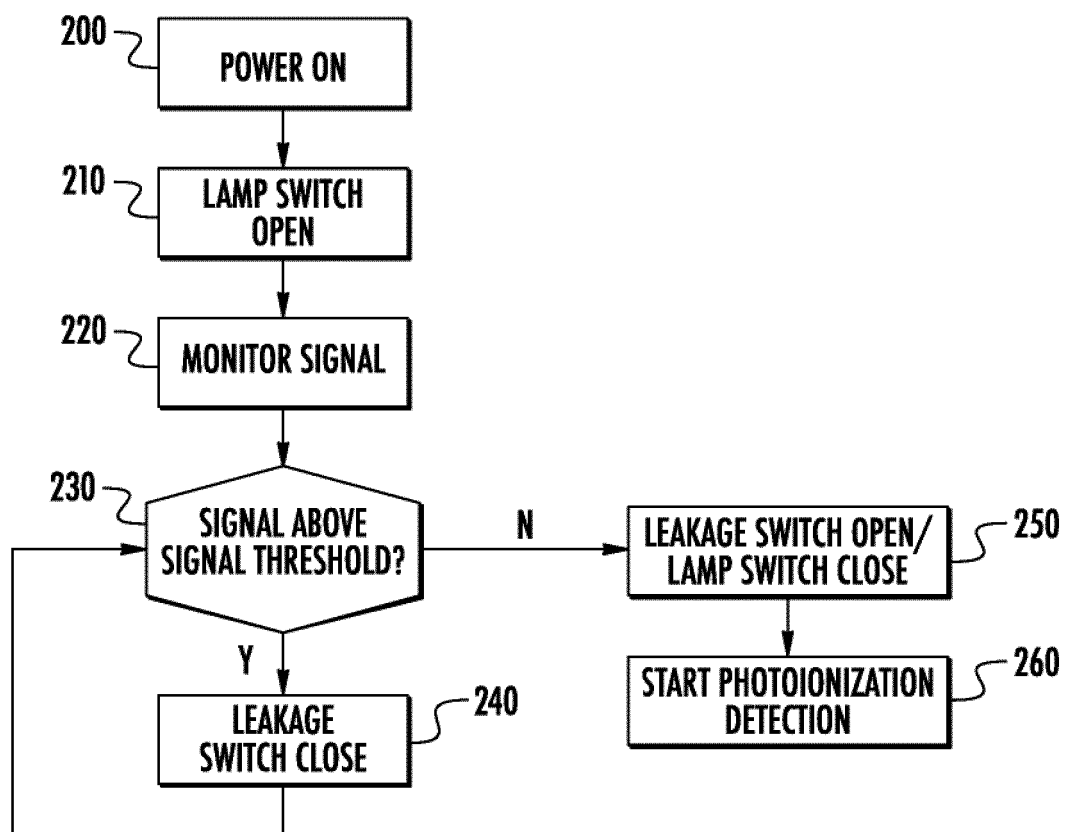 200
POWER ON
210
LAMP SWITCH
OPEN
220
MONITOR SIGNAL
230
SIGNAL ABOVE
SIGNAL THRESHOLD?
N
LEAKAGE SWITCH OPEN/
LAMP SWITCH CLOSE
250
Y
START PHOTOIONIZATION
DETECTION
260
LEAKAGE
SWITCH CLOSE
240